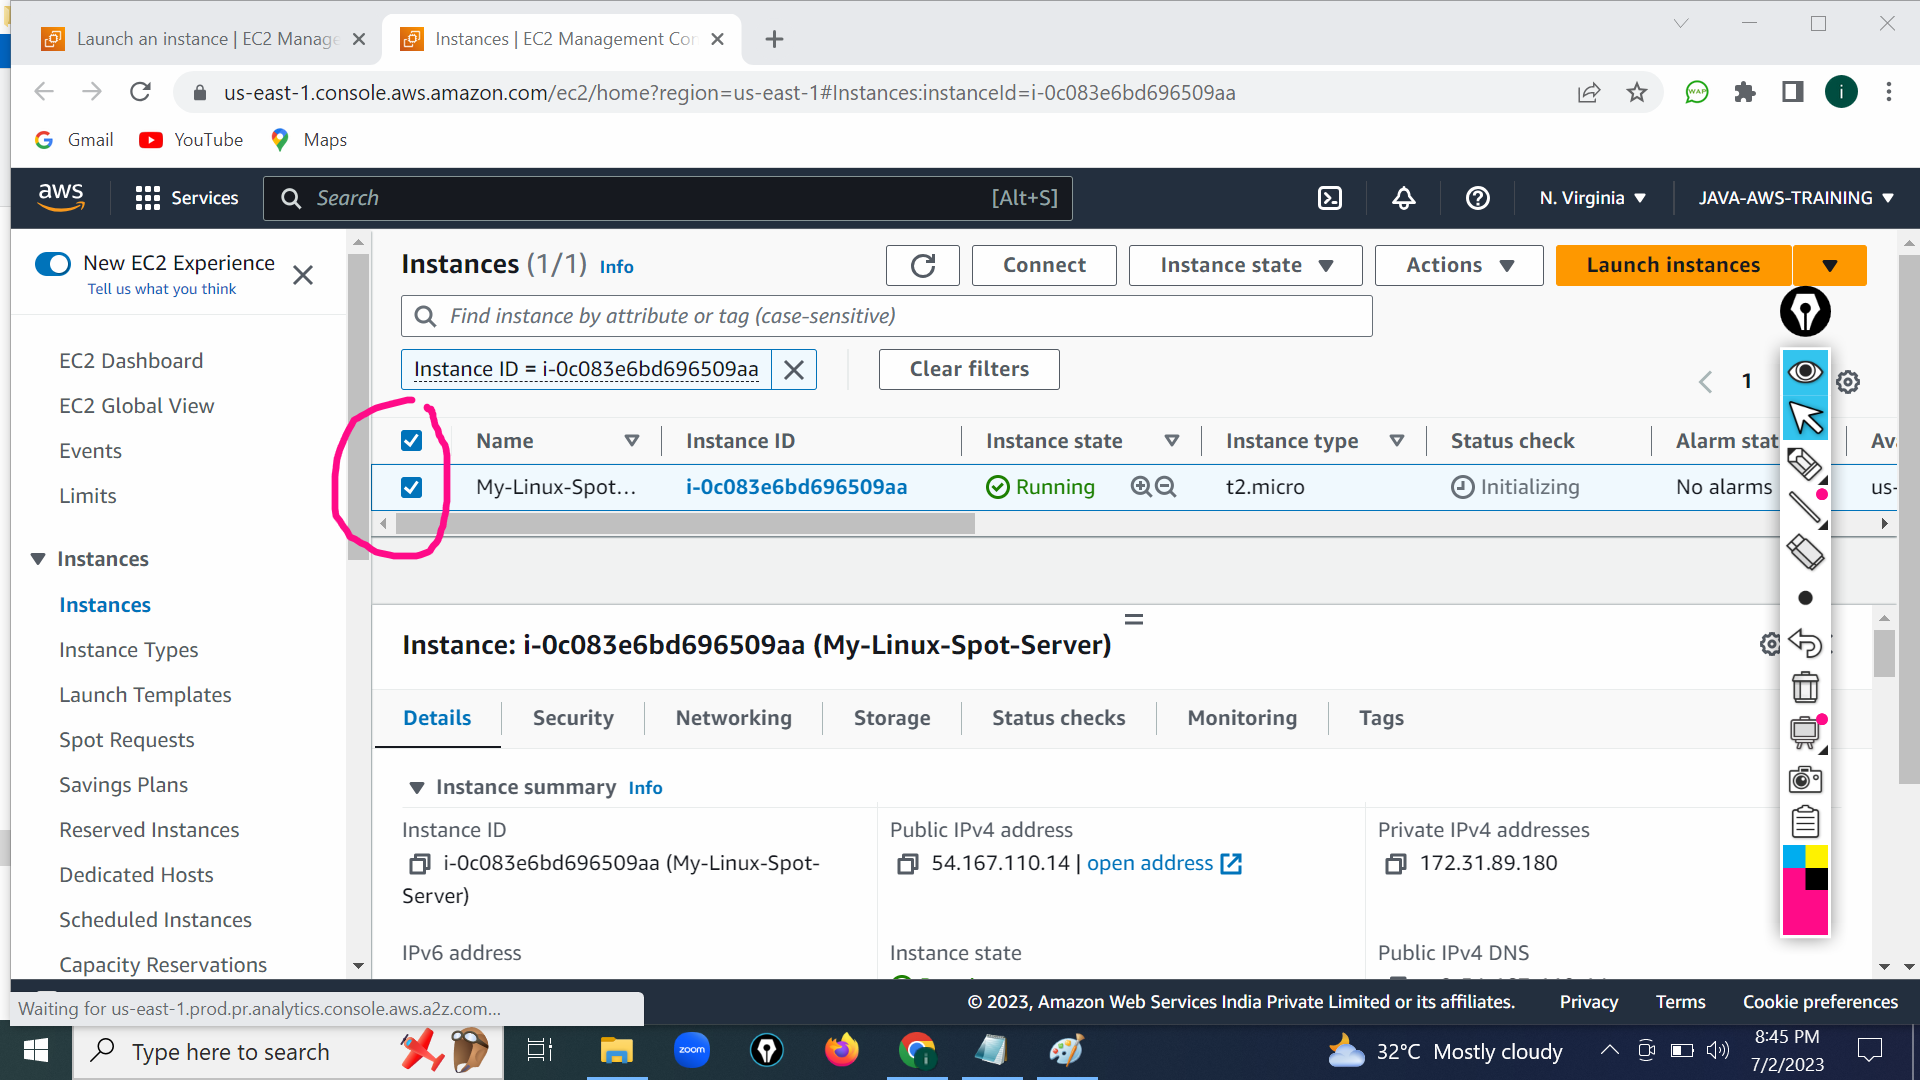 Launch an instance | EC2 Manage
Instances | EC2 Management Cor
us-east-1.console.aws.amazon.com/ec2/home?region=us-east-1#Instances:instanceId=i-0c083e6bd696509aa
WAP
i
Gmail
YouTube
Maps
aws
Services
Search
[Alt+S]
N. Virginia
JAVA-AWS-TRAINING
New EC2 Experience
Tell us what you think
EC2 Dashboard
EC2 Global View
Events
Limits
Instances
Instances
Instance Types
Launch Templates
Spot Requests
Savings Plans
Reserved Instances
Dedicated Hosts
Scheduled Instances
Capacity Reservations
Instances (1/1) Info
Connect
Instance state
Actions
Launch instances
Find instance by attribute or tag (case-sensitive)
Instance ID = i-0c083e6bd696509aa
Clear filters
1
Name
Instance ID
Instance state
Instance type
Status check
Alarm stat
Av
My-Linux-Spot...
i-0c083e6bd696509aa
Running
t2.micro
Initializing
No alarms
us-
Instance: i-0c083e6bd696509aa (My-Linux-Spot-Server)
Details
Security
Networking
Storage
Status checks
Monitoring
Tags
Instance summary Info
Instance ID
i-0c083e6bd696509aa (My-Linux-Spot-
Server)
Public IPv4 address
54.167.110.14 | open address
Private IPv4 addresses
172.31.89.180
IPv6 address
Instance state
Public IPv4 DNS
Waiting for us-east-1.prod.pr.analytics.console.aws.a2z.com...
© 2023, Amazon Web Services India Private Limited or its affiliates.
Privacy
Terms
Cookie preferences
Type here to search
zoom
i
32°C Mostly cloudy
8:45 PM
7/2/2023